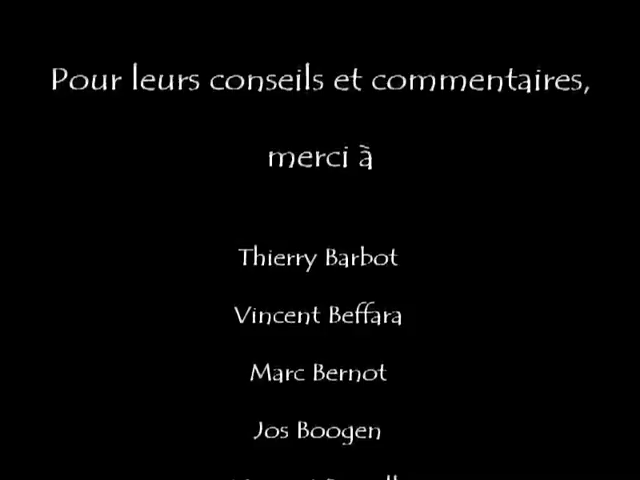 Pour leurs conseils et commentaires,
merci à
Thierry Barbot
Vincent Beffara
Marc Bernot
Jos Boogen